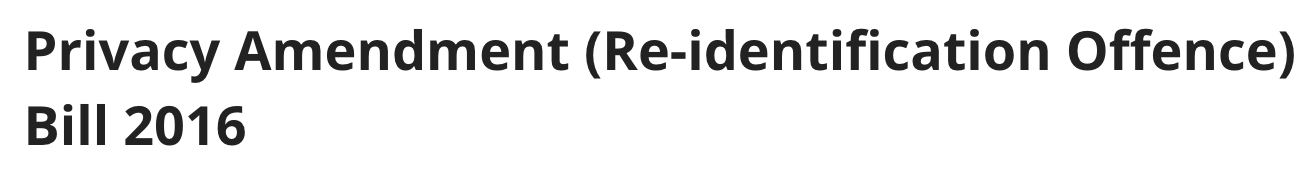 Privacy Amendment (Re-identification Offence)
Bill 2016